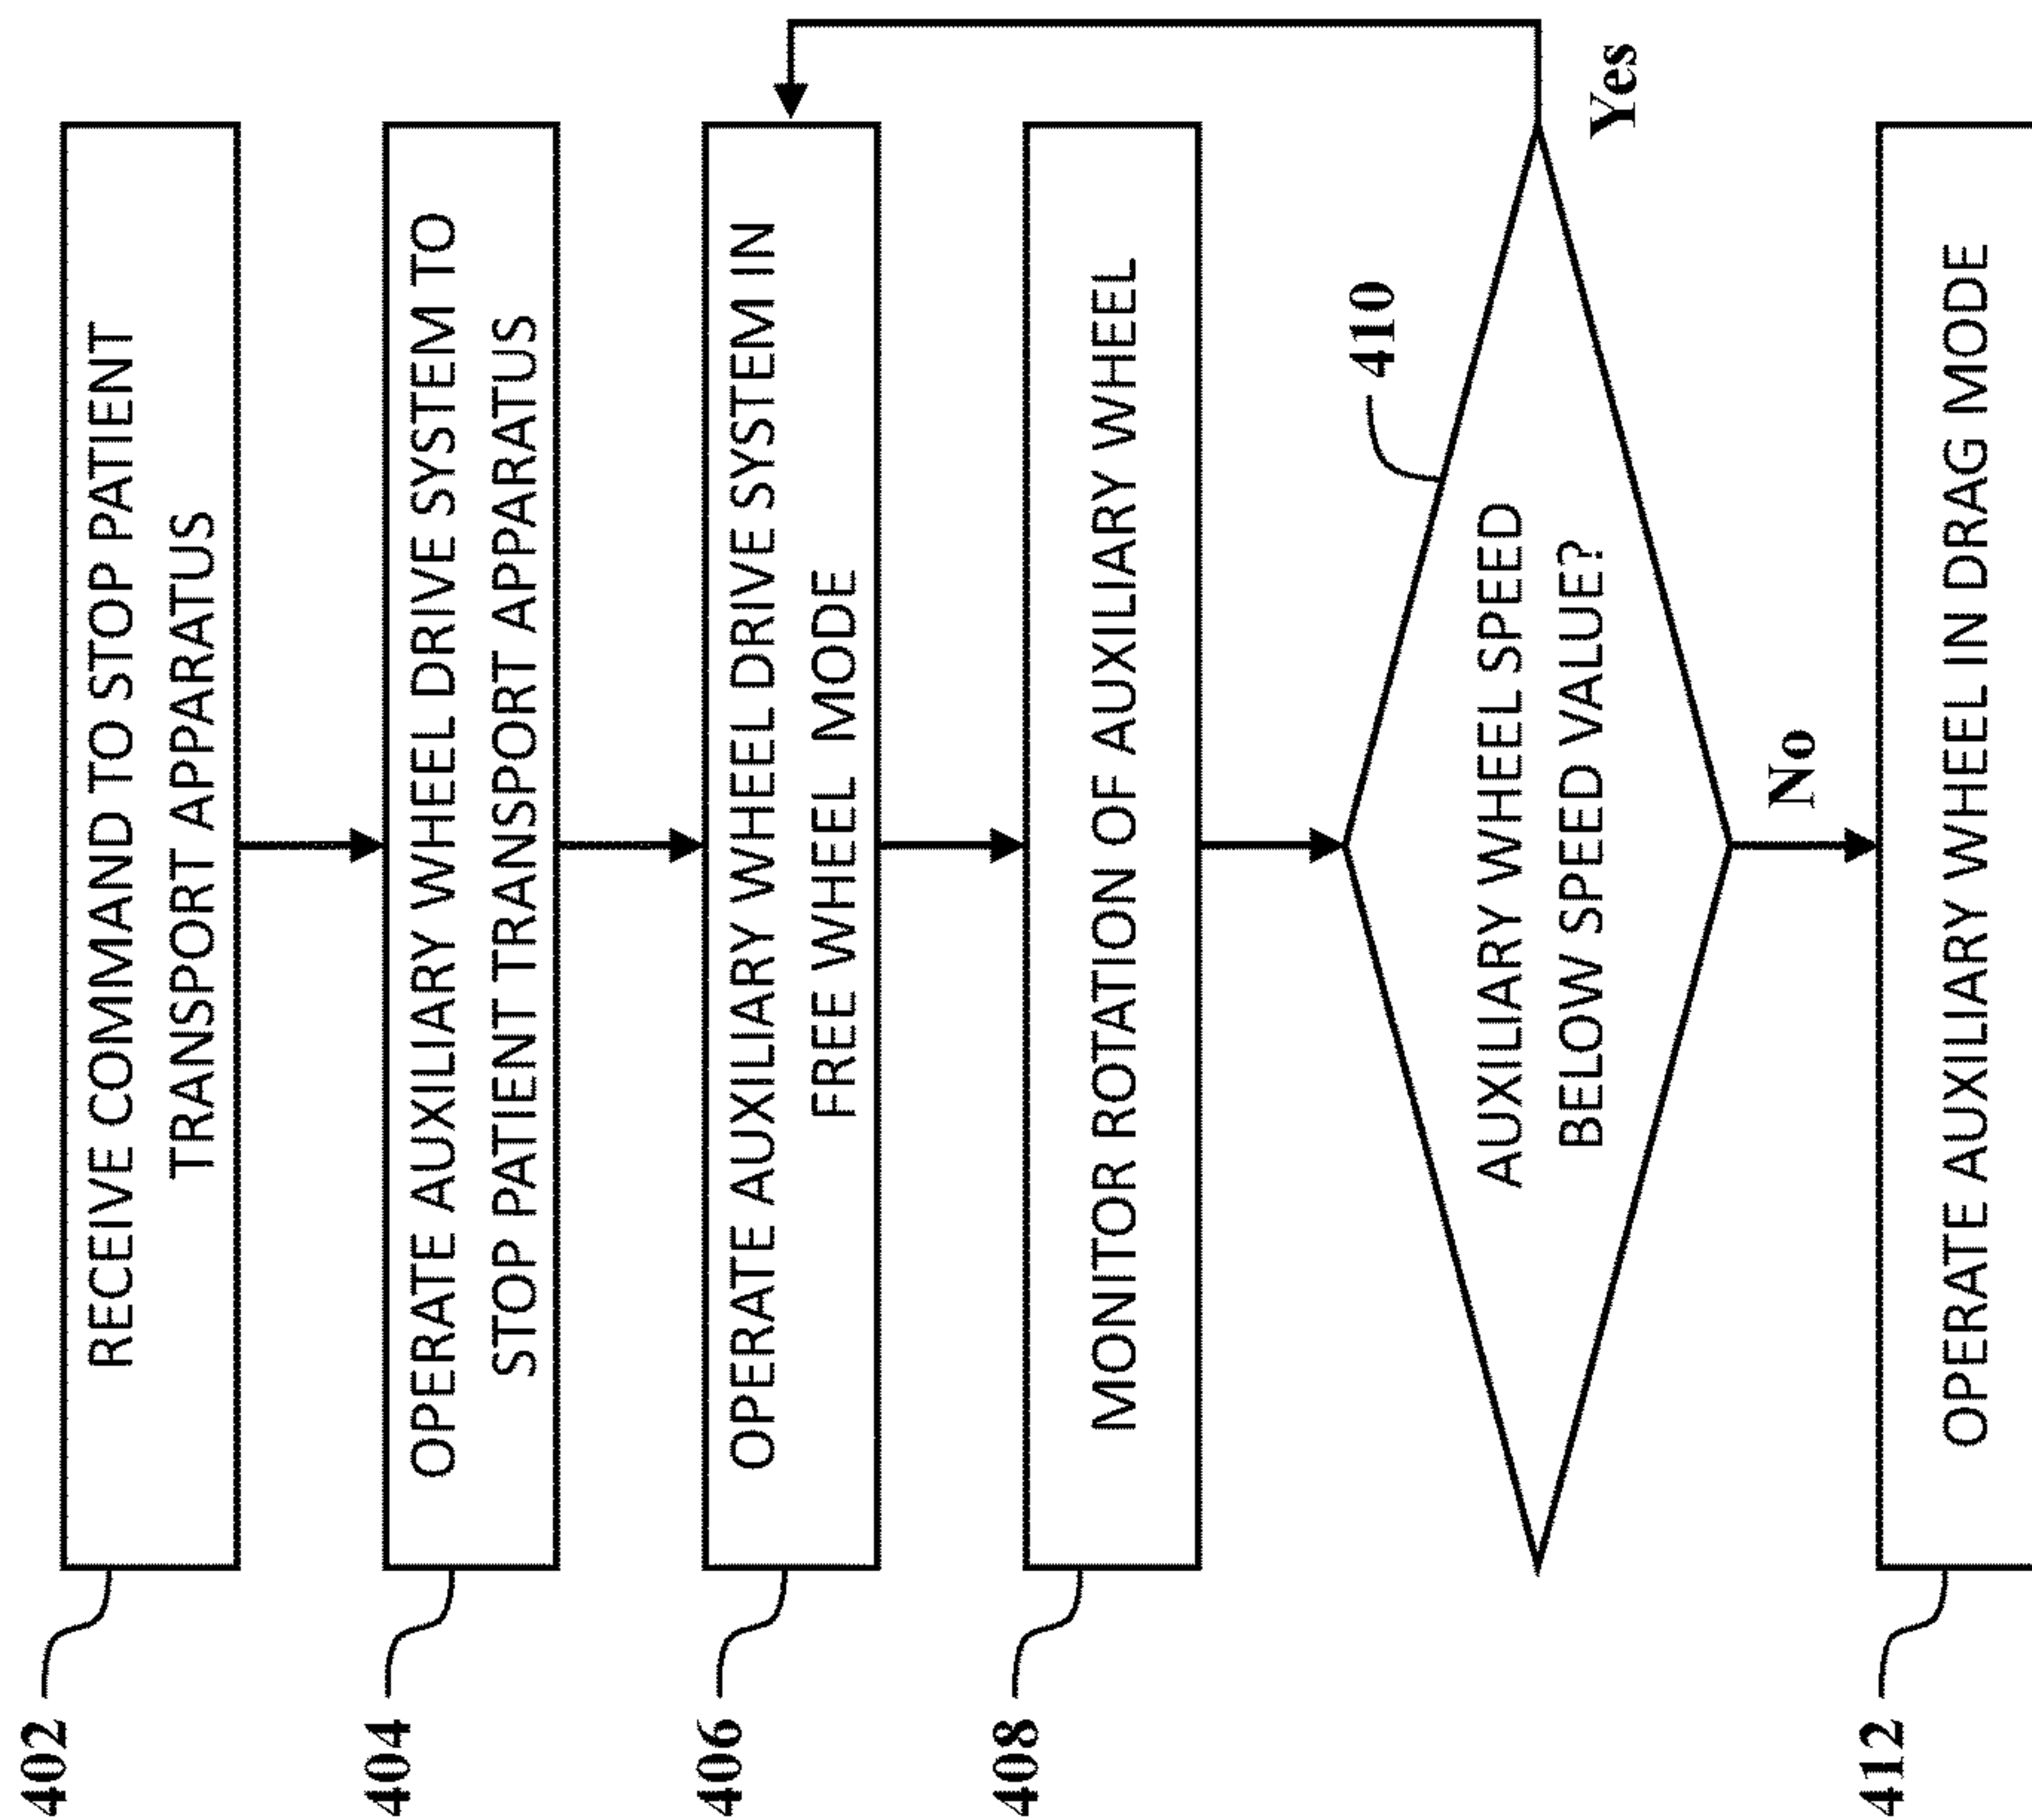 402
RECEIVE COMMAND TO STOP PATIENT
TRANSPORT APPARATUS
404
OPERATE AUXILIARY WHEEL DRIVE SYSTEM TO
STOP PATIENT TRANSPORT APPARATUS
406
OPERATE AUXILIARY WHEEL DRIVE SYSTEM IN
FREE WHEEL MODE
408
MONITOR ROTATION OF AUXILIARY WHEEL
410
AUXILIARY WHEEL SPEED
BELOW SPEED VALUE?
Yes
No
412
OPERATE AUXILIARY WHEEL IN DRAG MODE